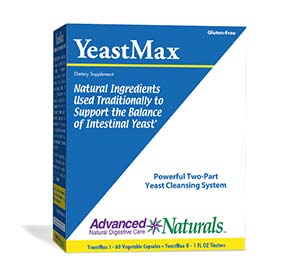 Gluten-Free
YeastMax
Dietary Supplement
Natural Ingredients
Used Traditionally to
Support the Balance
of Intestinal Yeast*
Powerful Two-Part
Yeast Cleansing System
Advanced Naturals™
Natural Digestive Care
YeastMax I - 60 Vegetable Capsules • YeastMax II - 1 FL OZ Tincture